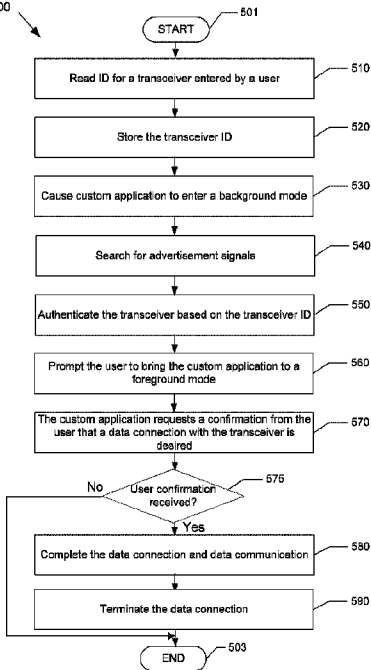 00
START
501
Read ID for a transceiver entered by a user
510
Store the transceiver ID
520
Cause custom application to enter a background mode
530
Search for advertisement signals
540
Authenticate the transceiver based on the transceiver ID
550
Prompt the user to bring the custom application to a
foreground mode
560
The custom application requests a confirmation from the
user that a data connection with the transceiver is
desired
570
User confirmation
received?
575
No
Yes
Complete the data connection and data communication
580
Terminate the data connection
590
END
503